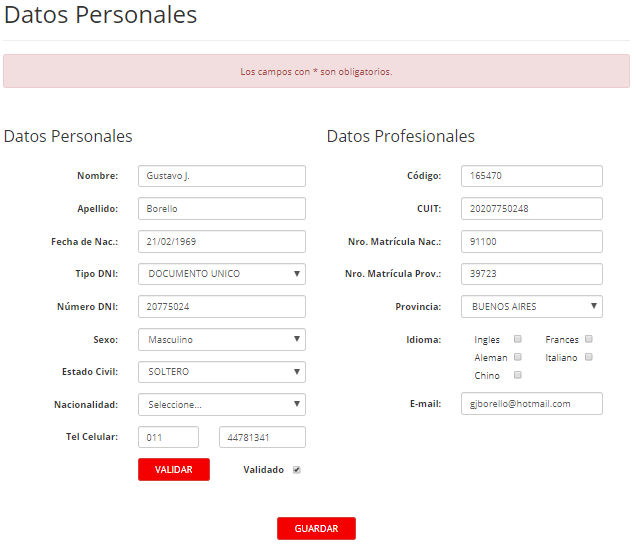 Datos Personales
Los campos con * son obligatorios.
Datos Personales
Nombre: Gustavo J.
Apellido: Borello
Fecha de Nac.: 21/02/1969
Tipo DNI: DOCUMENTO UNICO
Número DNI: 20775024
Sexo: Masculino
Estado Civil: SOLTERO
Nacionalidad: Seleccione...
Tel Celular: 011 44781341
VALIDAR Validado
Datos Profesionales
Código: 165470
CUIT: 20207750248
Nro. Matrícula Nac.: 91100
Nro. Matrícula Prov.: 39723
Provincia: BUENOS AIRES
Idioma: Ingles Frances
Aleman Italiano
Chino
E-mail: gjborello@hotmail.com
GUARDAR